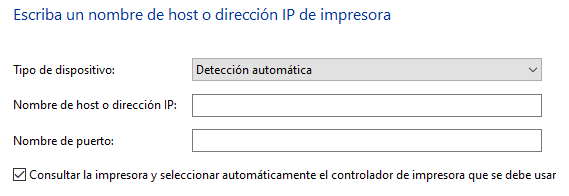 Escriba un nombre de host o dirección IP de impresora
Tipo de dispositivo: Detección automática
Nombre de host o dirección IP:
Nombre de puerto:
Consultar la impresora y seleccionar automáticamente el controlador de impresora que se debe usar